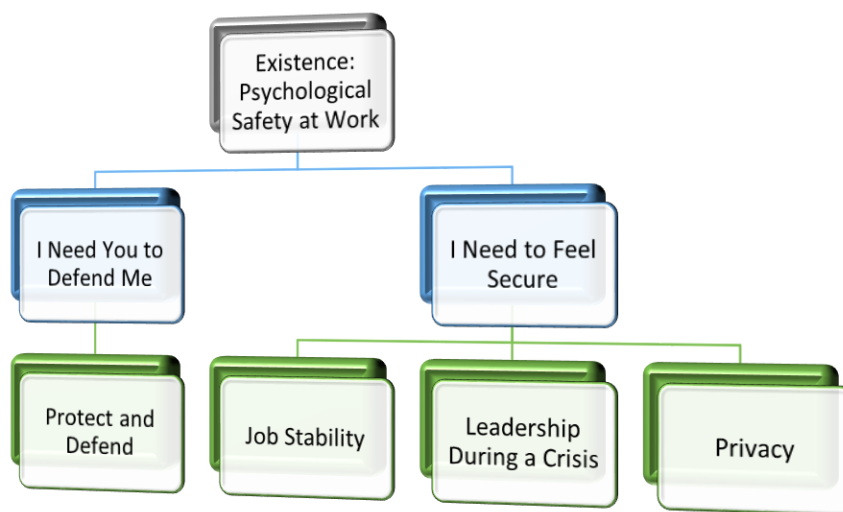 Existence:
Psychological
Safety at Work
I Need You to
Defend Me
I Need to Feel
Secure
Protect and
Defend
Job Stability
Leadership
During a Crisis
Privacy